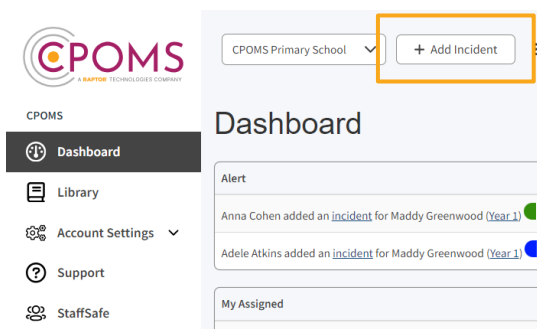 CPOMS
A RAPTOR TECHNOLOGIES COMPANY
CPOMS Primary School
+ Add Incident
CPOMS
Dashboard
Library
Account Settings
Support
StaffSafe
Dashboard
Alert
Anna Cohen added an incident for Maddy Greenwood (Year 1)
Adele Atkins added an incident for Maddy Greenwood (Year 1)
My Assigned